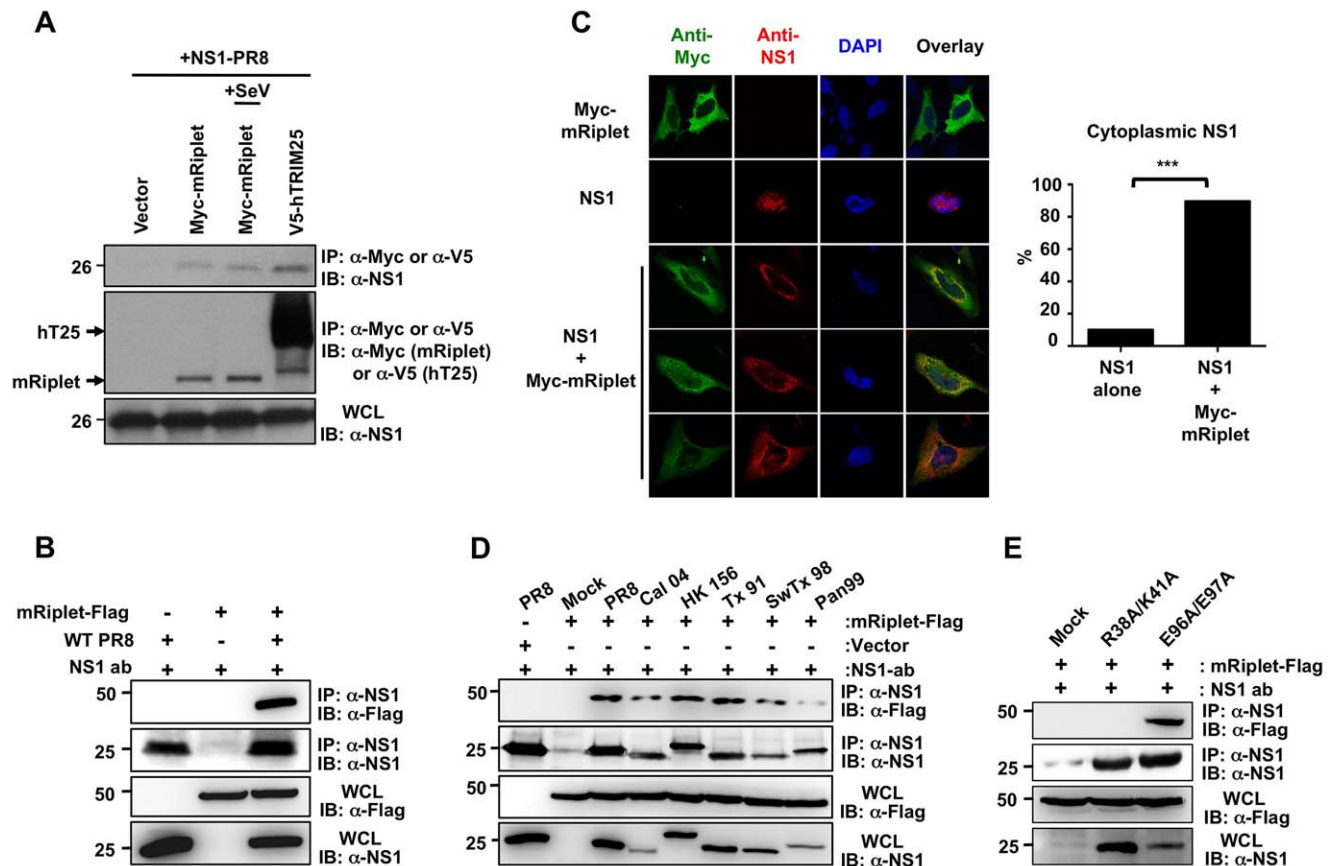 A
+NS1-PR8
+SeV
Vector
Myc-mRiplet
Myc-mRiplet
V5-hTRIM25
26
IP: α-Myc or α-V5
IB: α-NS1
hT25
mRiplet
IP: α-Myc or α-V5
IB: α-Myc (mRiplet)
or α-V5 (hT25)
26
WCL
IB: α-NS1
C
Anti-Myc
Anti-NS1
DAPI
Overlay
Myc-mRiplet
NS1
NS1
+
Myc-mRiplet
Cytoplasmic NS1
***
100
80
60
40
20
0
%
NS1
alone
NS1
+
Myc-mRiplet
B
mRiplet-Flag - + +
WT PR8 + - +
NS1 ab + + +
50
IP: α-NS1
IB: α-Flag
25
IP: α-NS1
IB: α-NS1
50
WCL
IB: α-Flag
25
WCL
IB: α-NS1
D
PR8 Mock PR8 Cal 04 HK 156 Tx 91 SwTx 98 Pan99
- + + + + + + + :mRiplet-Flag
+ - - - - - - - :Vector
+ + + + + + + + :NS1-ab
50
IP: α-NS1
IB: α-Flag
25
IP: α-NS1
IB: α-NS1
50
WCL
IB: α-Flag
25
WCL
IB: α-NS1
E
Mock R38A/K41A E96A/E97A
+ + + : mRiplet-Flag
+ + + : NS1 ab
50
IP: α-NS1
IB: α-Flag
25
IP: α-NS1
IB: α-NS1
50
WCL
IB: α-Flag
25
WCL
IB: α-NS1